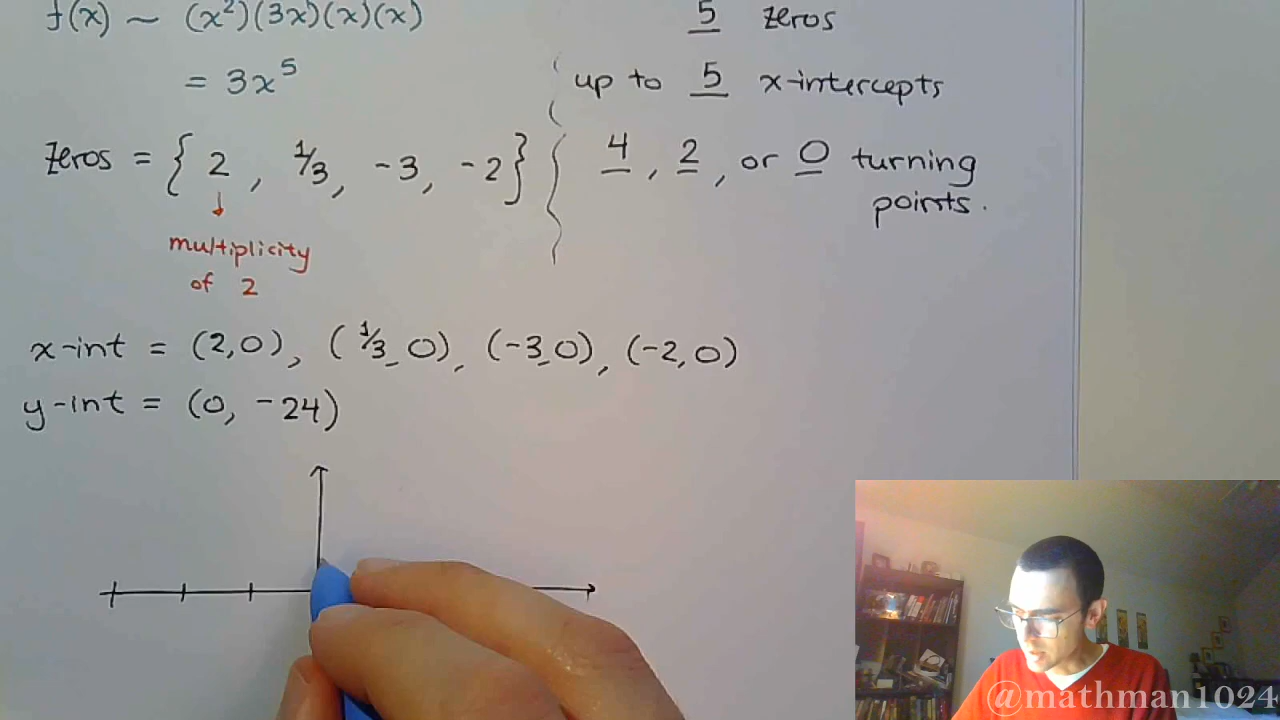 f(x) ~ (x²)(3x)(x)(x)
= 3x⁵
5 zeros
up to 5 x-intercepts
zeros = {2, 1/3, -3, -2}
4, 2, or 0 turning
points.
multiplicity
of 2
x-int = (2,0), (1/3, 0), (-3,0), (-2,0)
y-int = (0, -24)
@mathman1024